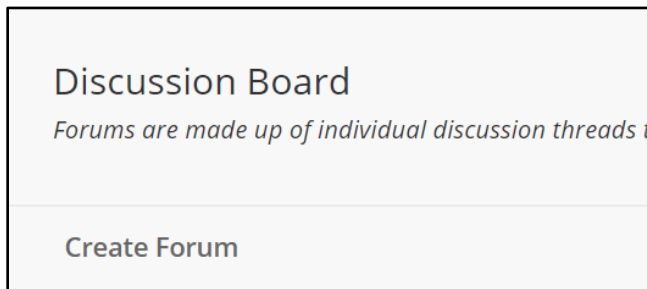 Discussion Board
Forums are made up of individual discussion threads
Create Forum